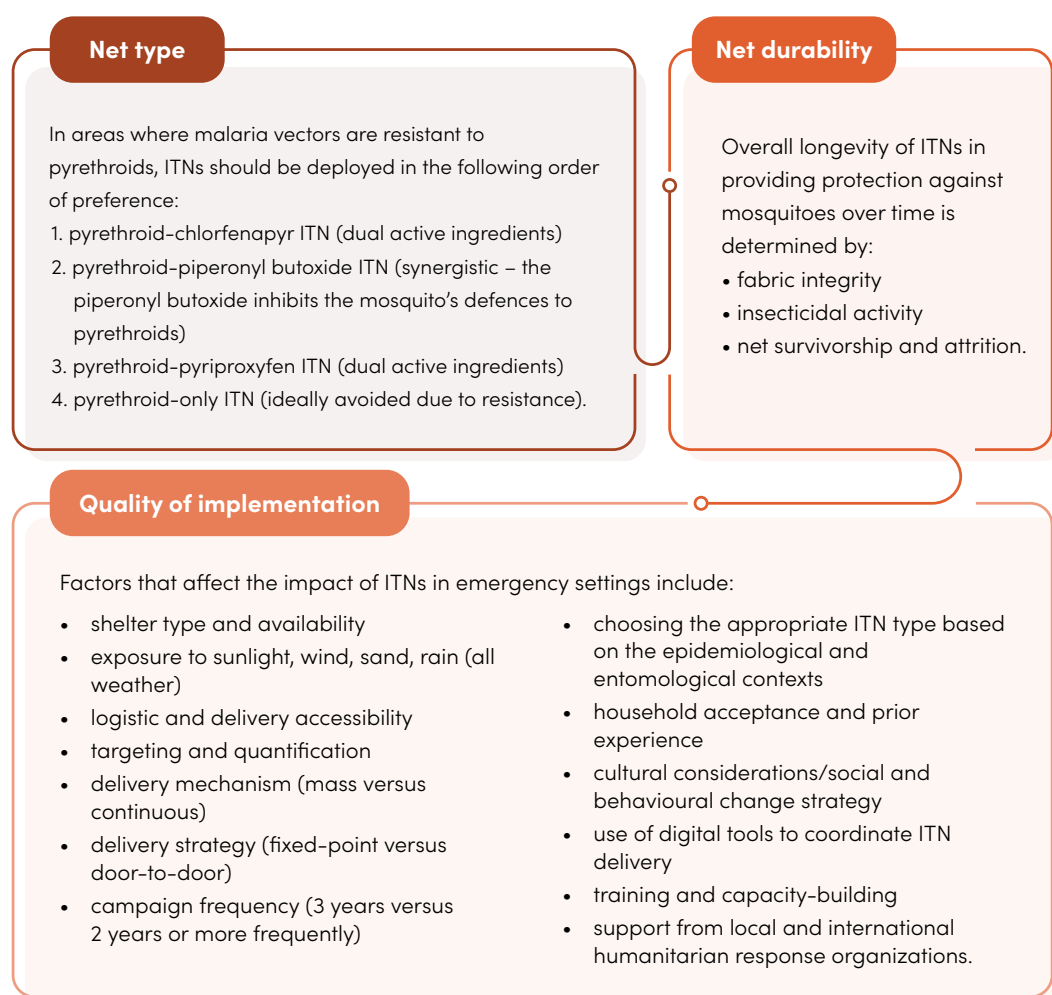 Net type
In areas where malaria vectors are resistant to
pyrethroids, ITNs should be deployed in the following order
of preference:
1. pyrethroid-chlorfenapyr ITN (dual active ingredients)
2. pyrethroid-piperonyl butoxide ITN (synergistic – the
piperonyl butoxide inhibits the mosquito’s defences to
pyrethroids)
3. pyrethroid-pyriproxyfen ITN (dual active ingredients)
4. pyrethroid-only ITN (ideally avoided due to resistance).
Net durability
Overall longevity of ITNs in
providing protection against
mosquitoes over time is
determined by:
• fabric integrity
• insecticidal activity
• net survivorship and attrition.
Quality of implementation
Factors that affect the impact of ITNs in emergency settings include:
• shelter type and availability
• exposure to sunlight, wind, sand, rain (all
weather)
• logistic and delivery accessibility
• targeting and quantification
• delivery mechanism (mass versus
continuous)
• delivery strategy (fixed-point versus
door-to-door)
• campaign frequency (3 years versus
2 years or more frequently)
• choosing the appropriate ITN type based
on the epidemiological and
entomological contexts
• household acceptance and prior
experience
• cultural considerations/social and
behavioural change strategy
• use of digital tools to coordinate ITN
delivery
• training and capacity-building
• support from local and international
humanitarian response organizations.